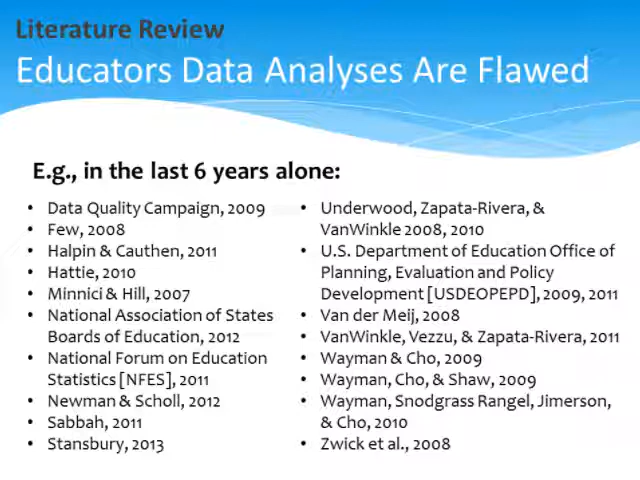 Literature Review
Educators Data Analyses Are Flawed
E.g., in the last 6 years alone:
• Data Quality Campaign, 2009
• Few, 2008
• Halpin & Cauthen, 2011
• Hattie, 2010
• Minnici & Hill, 2007
• National Association of States
Boards of Education, 2012
• National Forum on Education
Statistics [NFES], 2011
• Newman & Scholl, 2012
• Sabbah, 2011
• Stansbury, 2013
• Underwood, Zapata-Rivera, &
VanWinkle 2008, 2010
• U.S. Department of Education Office of
Planning, Evaluation and Policy
Development [USDEOPEPD], 2009, 2011
• Van der Meij, 2008
• VanWinkle, Vezzu, & Zapata-Rivera, 2011
• Wayman & Cho, 2009
• Wayman, Cho, & Shaw, 2009
• Wayman, Snodgrass Rangel, Jimerson,
& Cho, 2010
• Zwick et al., 2008